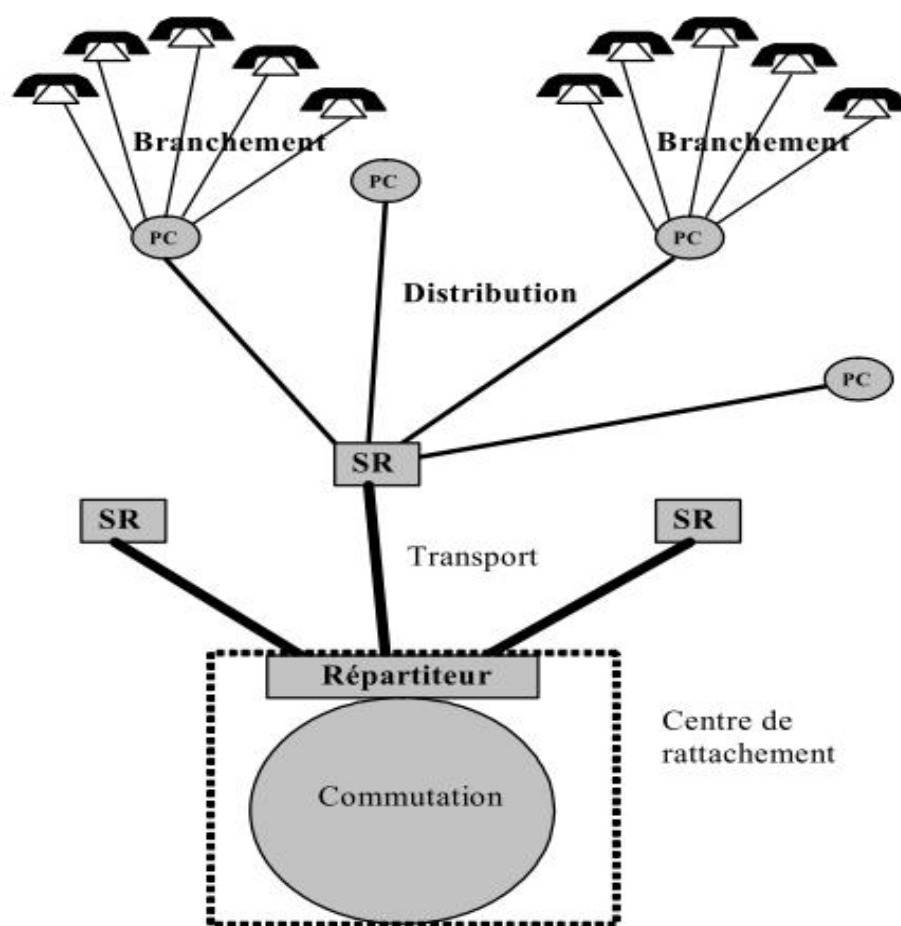 Branchement
Branchement
PC
PC
PC
Distribution
PC
SR
SR
SR
Transport
Répartiteur
Centre de
rattachement
Commutation